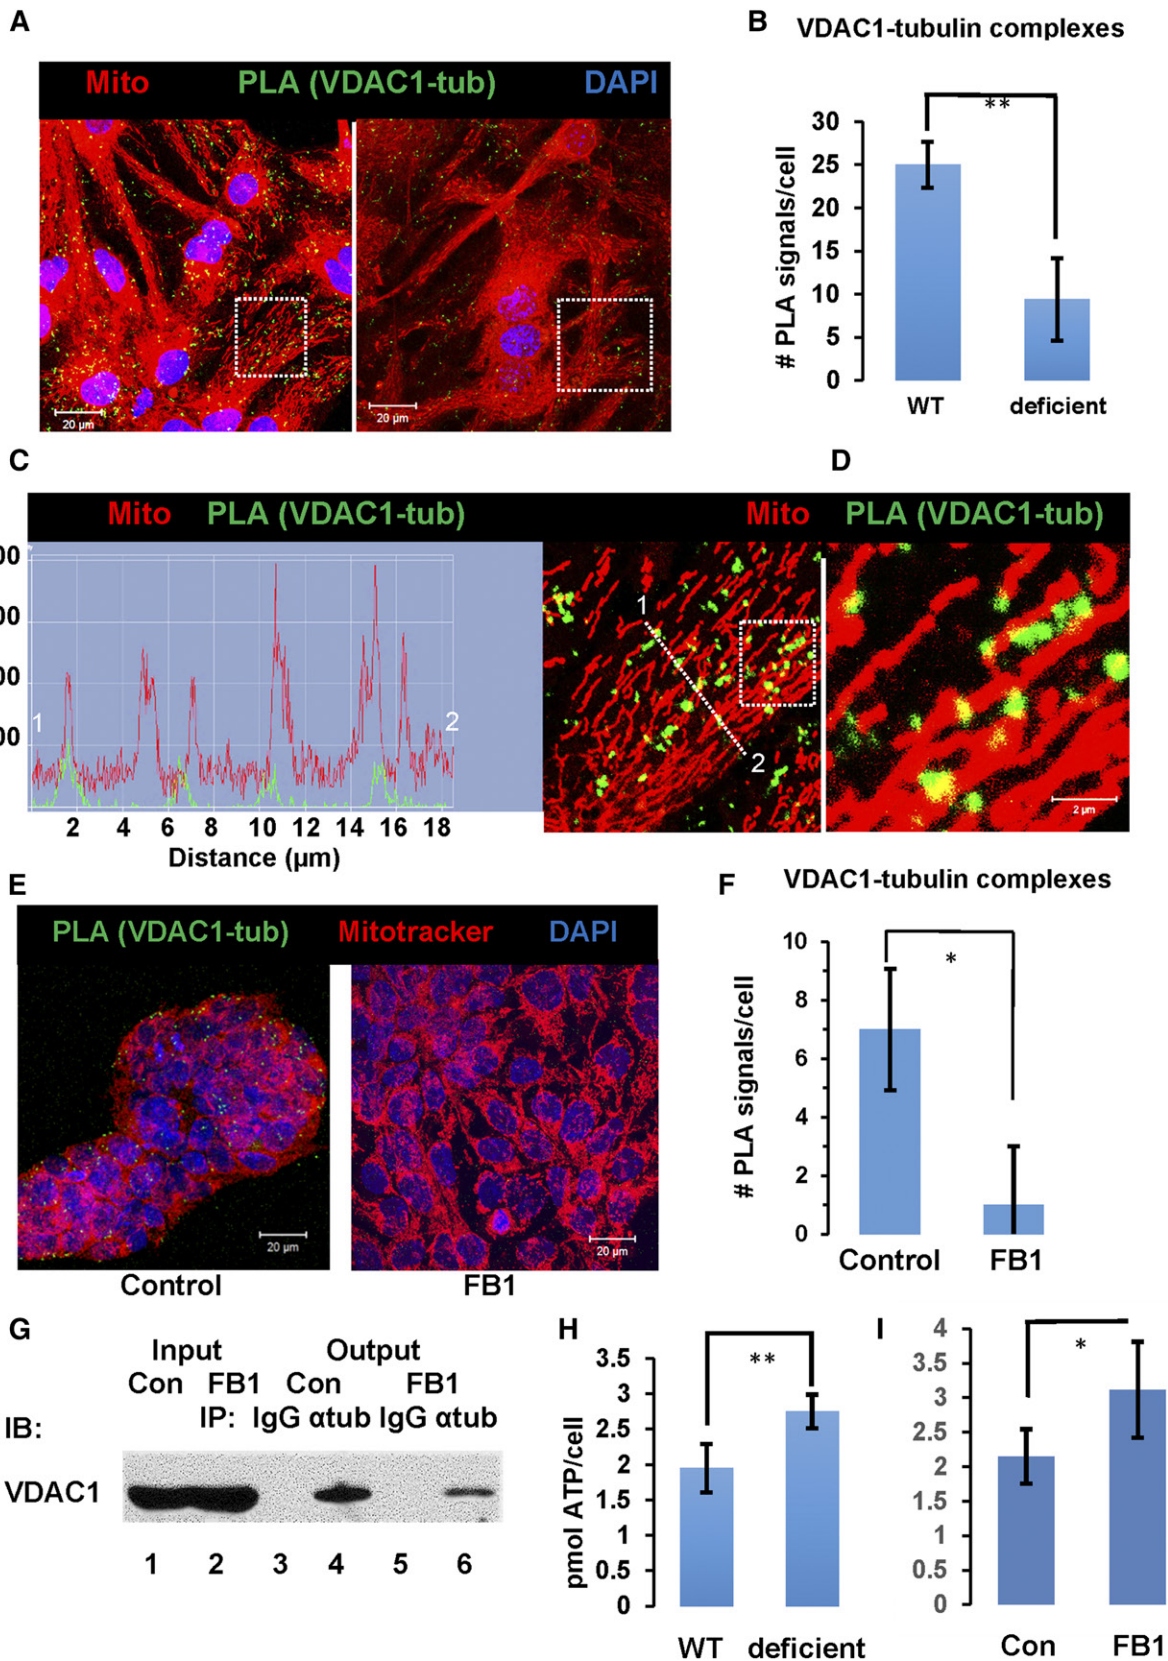 A
Mito PLA (VDAC1-tub) DAPI
20 µm
20 µm
B VDAC1-tubulin complexes
**
# PLA signals/cell
30
25
20
15
10
5
0
WT deficient
C
Mito PLA (VDAC1-tub)
00
00
00
00
1 2
2 4 6 8 10 12 14 16 18
Distance (µm)
1
2
D
Mito PLA (VDAC1-tub)
2 µm
E
PLA (VDAC1-tub) Mitotracker DAPI
20 µm
20 µm
Control FB1
F VDAC1-tubulin complexes
*
# PLA signals/cell
10
8
6
4
2
0
Control FB1
G
Input Output
Con FB1 Con FB1
IP: IgG αtub IgG αtub
IB:
VDAC1
1 2 3 4 5 6
H
**
pmol ATP/cell
3.5
3
2.5
2
1.5
1
0.5
0
WT deficient
I
*
4
3.5
3
2.5
2
1.5
1
0.5
0
Con FB1